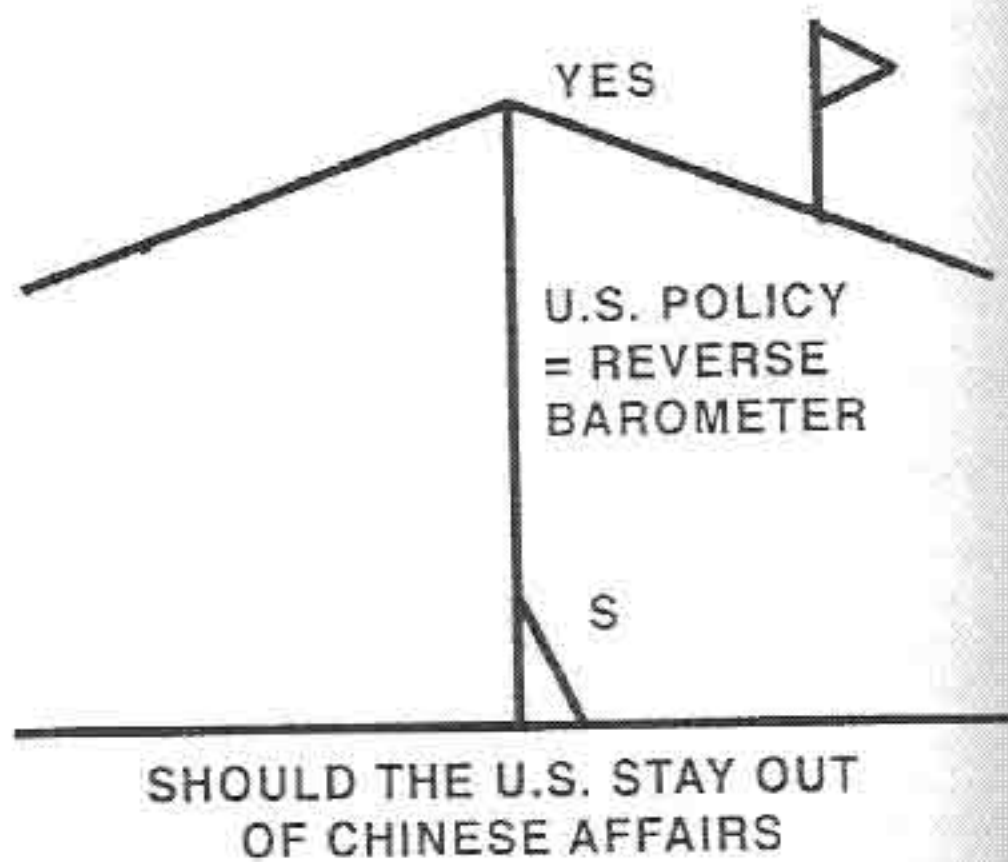 YES
U.S. POLICY
= REVERSE
BAROMETER
S
SHOULD THE U.S. STAY OUT
OF CHINESE AFFAIRS